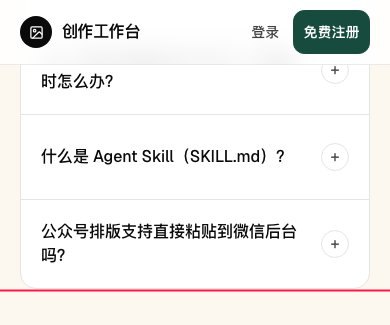 创作工作台
登录
免费注册
时怎么办?
什么是 Agent Skill（SKILL.md）?
公众号排版支持直接粘贴到微信后台
吗?